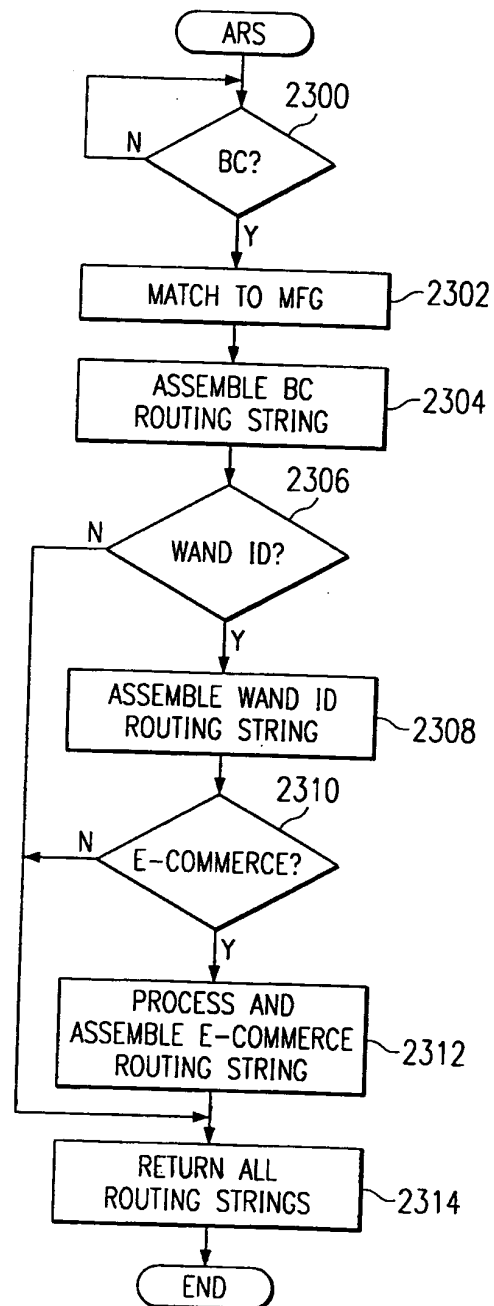 ARS
2300
N
BC?
Y
MATCH TO MFG
2302
ASSEMBLE BC
ROUTING STRING
2304
2306
N
WAND ID?
Y
ASSEMBLE WAND ID
ROUTING STRING
2308
2310
N
E-COMMERCE?
Y
PROCESS AND
ASSEMBLE E-COMMERCE
ROUTING STRING
2312
RETURN ALL
ROUTING STRINGS
2314
END